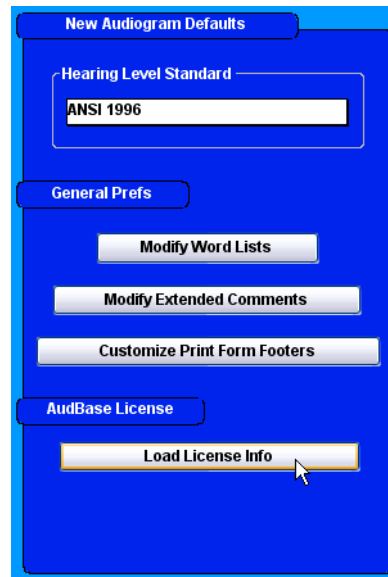 New Audiogram Defaults
Hearing Level Standard
ANSI 1996
General Prefs
Modify Word Lists
Modify Extended Comments
Customize Print Form Footers
AudBase License
Load License Info